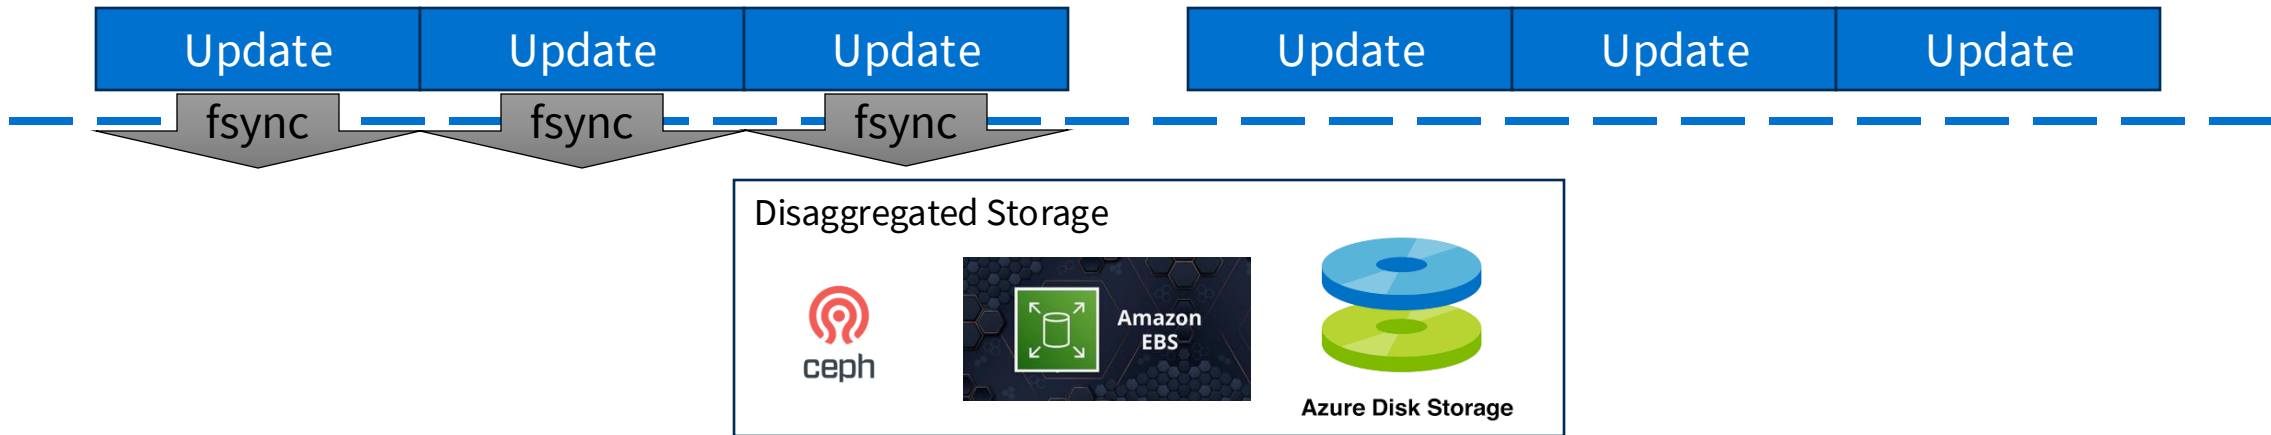 Update Update Update Update Update Update
fsync fsync fsync
Disaggregated Storage
ceph
Amazon
EBS
Azure Disk Storage